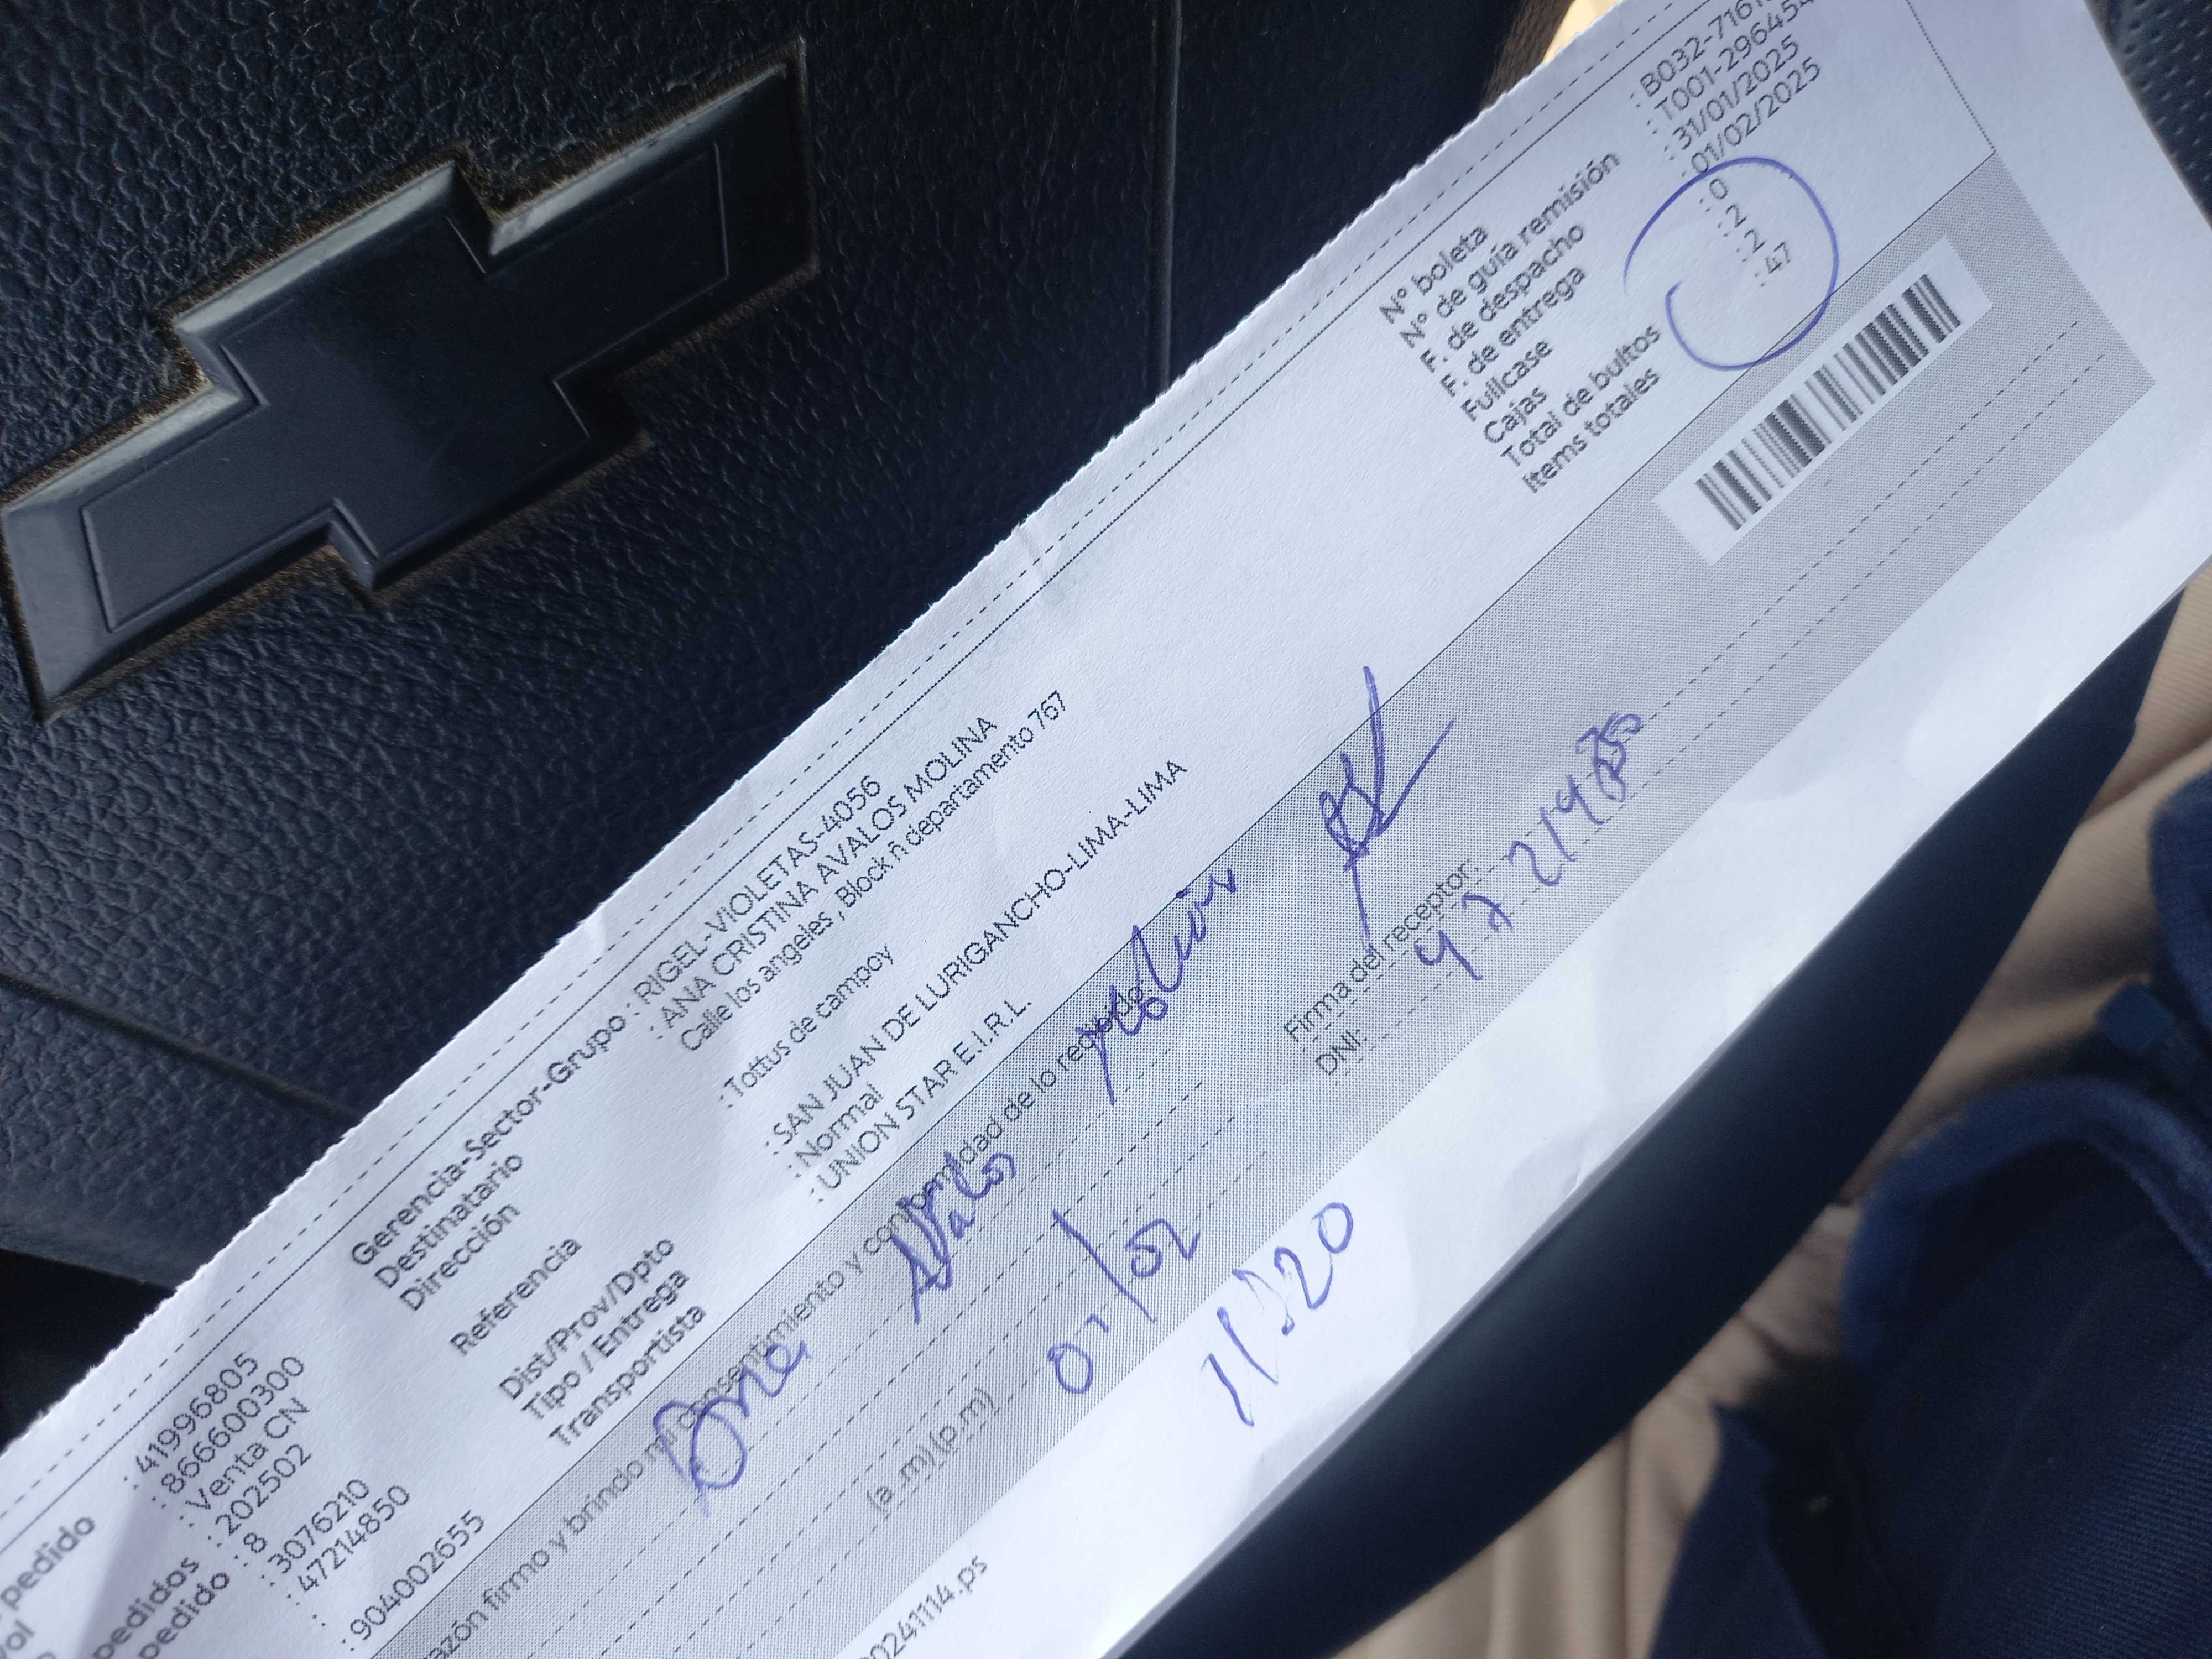 pedido : 41996805
: 866600300
: Venta CN
pedidos : 202502
pedido : 8
: 3076210
: 47214850
:
: 904002655
Gerencia-Sector-Grupo : RIGEL-VIOLETAS-4056
Destinatario : ANA CRISTINA AVALOS MOLINA
Dirección Calle los angeles , Block ñ departamento 767
Referencia : Tottus de campoy
Dist/Prov/Dpto : SAN JUAN DE LURIGANCHO-LIMA-LIMA
Tipo / Entrega : Normal
Transportista : UNION STAR E.I.R.L.
N° boleta : B032-7161
N° de guía remisión : T001-296454
F. de despacho : 31/01/2025
F. de entrega : 01/02/2025
Fullcase : 0
Cajas : 2
Total de bultos : 2
Items totales : 47
razón firmo y brindo mi consentimiento y conformidad de lo recibido
Ana Avalos Molina
(a .m) (p.m) 01/02
11:20
Firma del receptor:
DNI:
0241114.ps